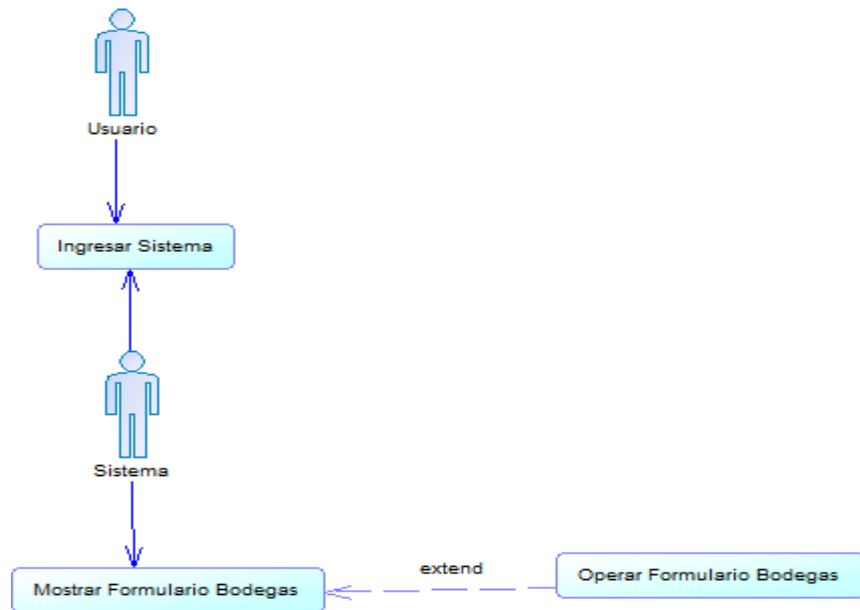 Usuario
Ingresar Sistema
Sistema
Mostrar Formulario Bodegas
extend
Operar Formulario Bodegas